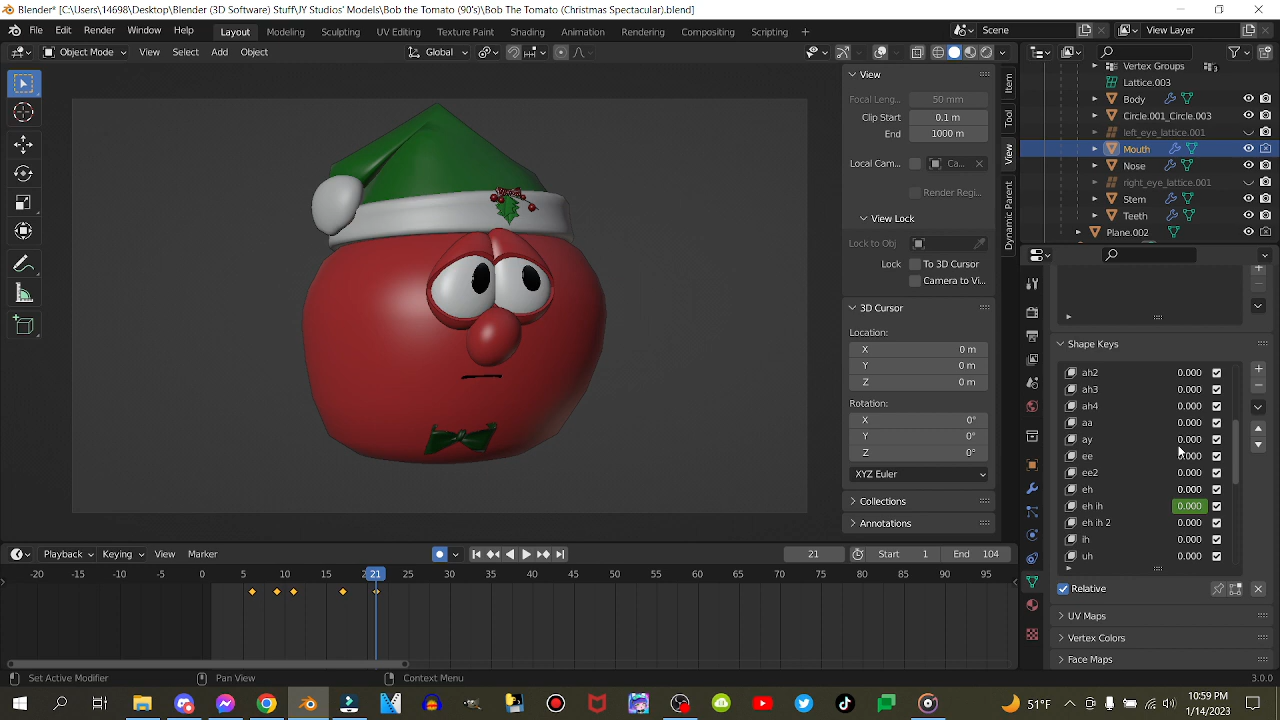 Blender* [C:\Users\14698\Desktop\Blender (3D Software) Stuff\JY Studios' Models\Bob the Tomato (90's)\Bob The Tomato (Christmas Spectacular).blend]
File Edit Render Window Help Layout Modeling Sculpting UV Editing Texture Paint Shading Animation Rendering Compositing Scripting + Scene View Layer
Object Mode View Select Add Object Global
View
Focal Leng... 50 mm
Clip Start 0.1 m
End 1000 m
Local Cam... Ca...
Render Regi...
View Lock
Lock to Obj
Lock To 3D Cursor
Camera to Vi...
3D Cursor
Location:
X 0 m
Y 0 m
Z 0 m
Rotation:
X 0°
Y 0°
Z 0°
XYZ Euler
Collections
Annotations
Item
Tool
View
Dynamic Parent
Vertex Groups
Lattice.003
Body
Circle.001_Circle.003
left_eye_lattice.001
Mouth
Nose
right_eye_lattice.001
Stem
Teeth
Plane.002
Shape Keys
ah2 0.000
ah3 0.000
ah4 0.000
aa 0.000
ay 0.000
ee 0.000
ee2 0.000
eh 0.000
eh ih 0.000
eh ih 2 0.000
ih 0.000
uh 0.000
Relative
UV Maps
Vertex Colors
Face Maps
Playback Keying View Marker 21 Start 1 End 104
-20 -15 -10 -5 0 5 10 15 21 25 30 35 40 45 50 55 60 65 70 75 80 85 90 95
Set Active Modifier Pan View Context Menu 3.0.0
51°F 10:59 PM
1/14/2023